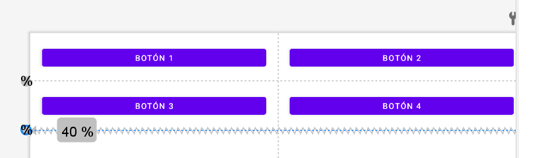 BOTÓN 1
BOTÓN 2
%
BOTÓN 3
BOTÓN 4
%
40 %